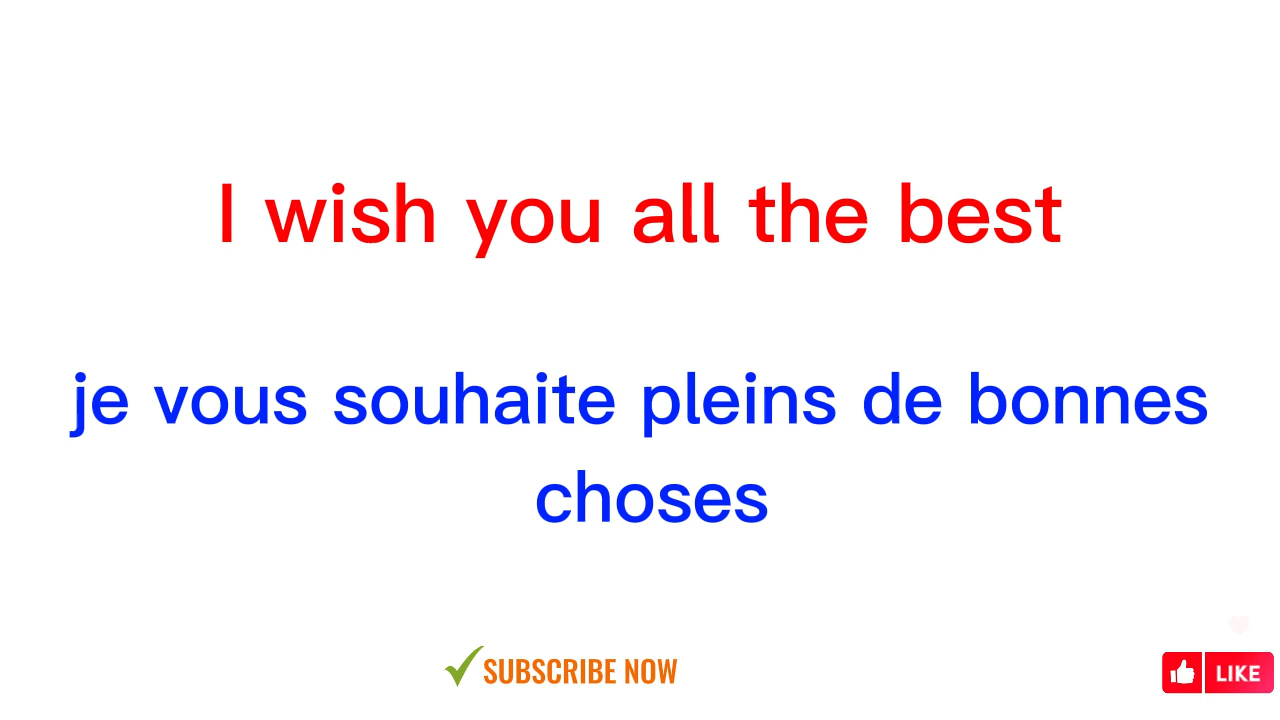 I wish you all the best
je vous souhaite pleins de bonnes
choses
SUBSCRIBE NOW
LIKE